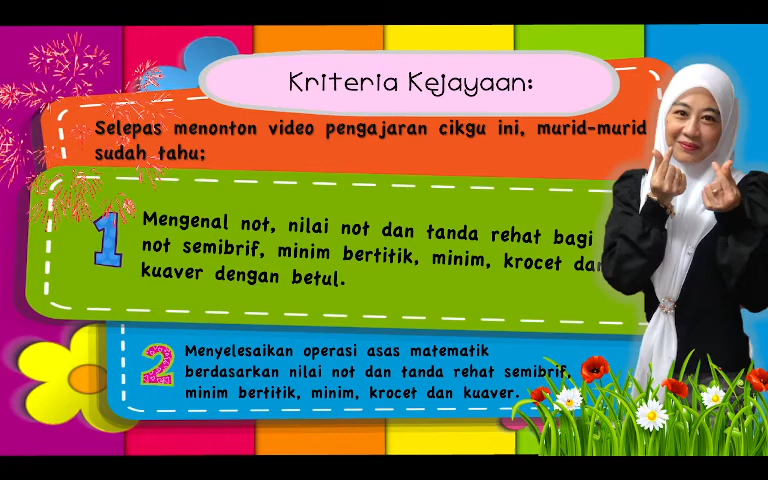 Kriteria Kejayaan:
Selepas menonton video pengajaran cikgu ini, murid-murid
sudah tahu;
1
Mengenal not, nilai not dan tanda rehat bagi
not semibrif, minim bertitik, minim, krocet dan
kuaver dengan betul.
2
Menyelesaikan operasi asas matematik
berdasarkan nilai not dan tanda rehat semibrif,
minim bertitik, minim, krocet dan kuaver.